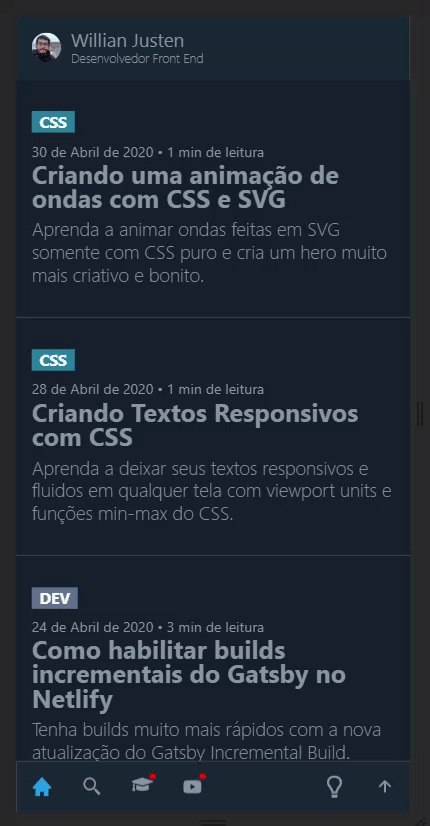 Willian Justen
Desenvolvedor Front End
CSS
30 de Abril de 2020 • 1 min de leitura
Criando uma animação de
ondas com CSS e SVG
Aprenda a animar ondas feitas em SVG
somente com CSS puro e cria um hero muito
mais criativo e bonito.
CSS
28 de Abril de 2020 • 1 min de leitura
Criando Textos Responsivos
com CSS
Aprenda a deixar seus textos responsivos e
fluidos em qualquer tela com viewport units e
funções min-max do CSS.
DEV
24 de Abril de 2020 • 3 min de leitura
Como habilitar builds
incrementais do Gatsby no
Netlify
Tenha builds muito mais rápidos com a nova
atualização do Gatsby Incremental Build.